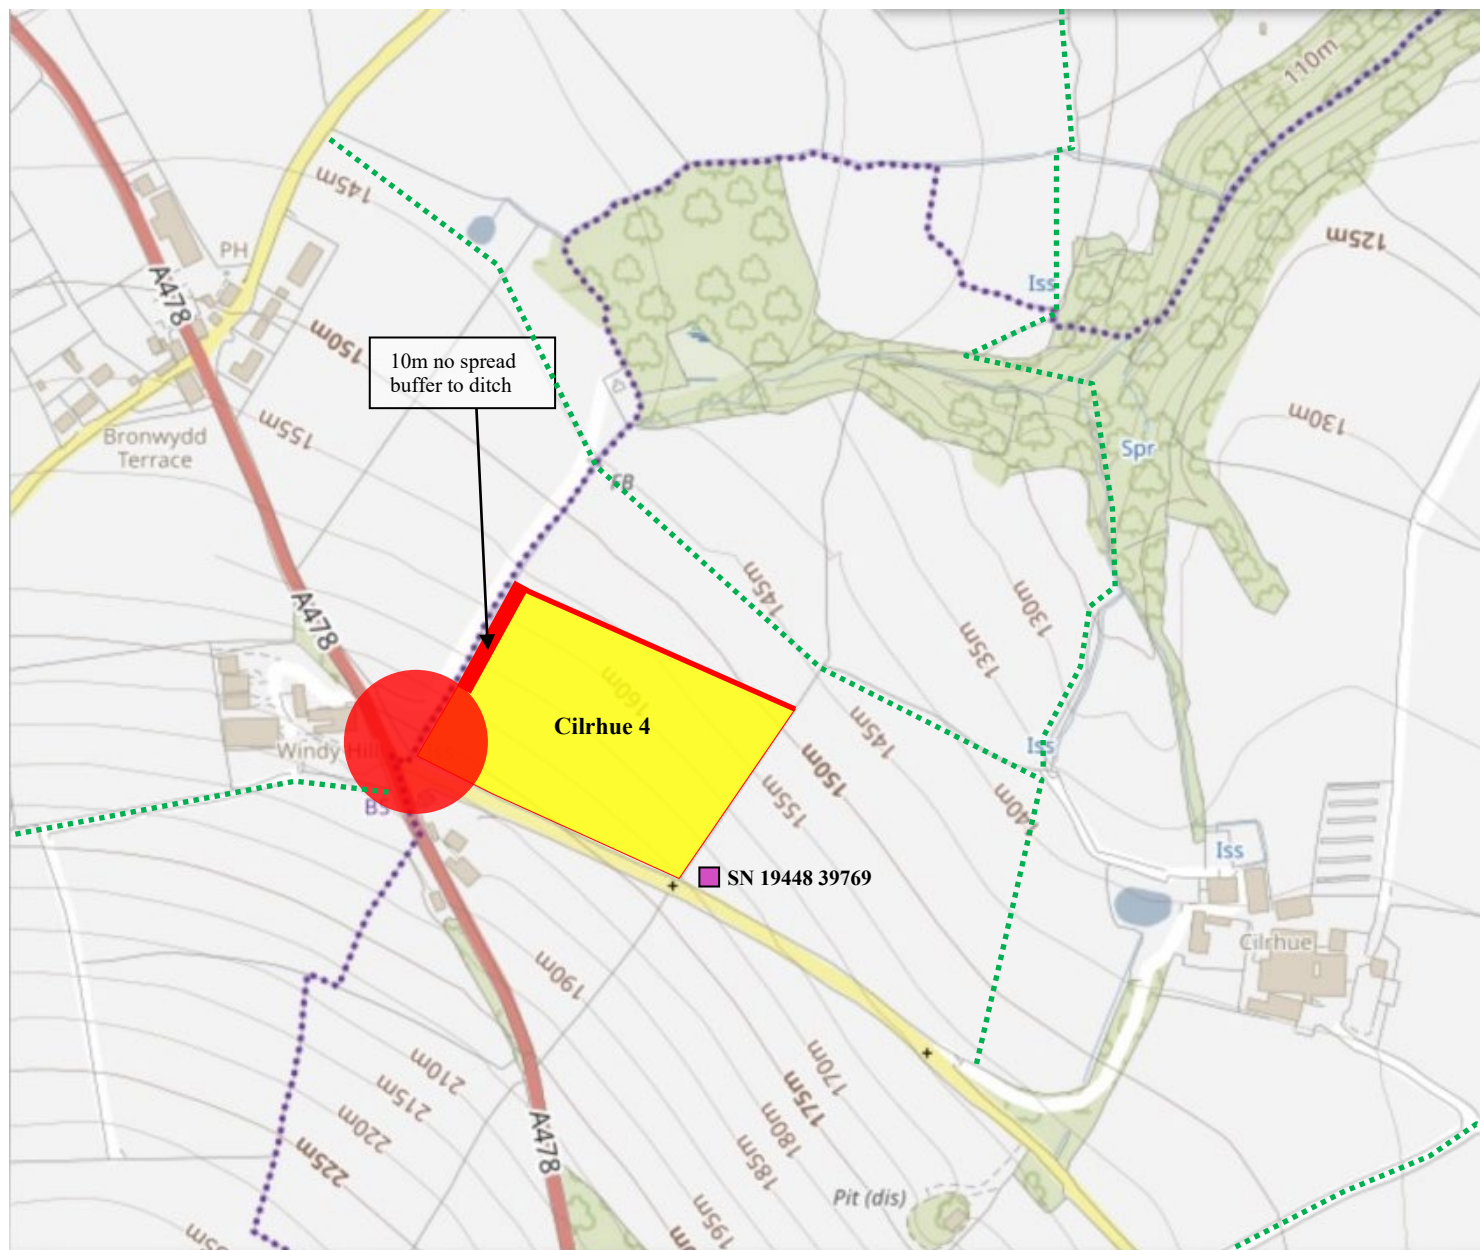 110m
145m
PH
125m
Iss
A478
150m
10m no spread
buffer to ditch
130m
155m
Bronwydd
Terrace
Spr
FB
145m
130m
A478
135m
160m
Cilrhue 4
145m
Windy Hill
Iss
150m
155m
140m
BS
Iss
SN 19448 39769
190m
Cilrhue
210m
170m
215m
175m
220m
180m
A478
225m
185m
Pit (dis)
195m